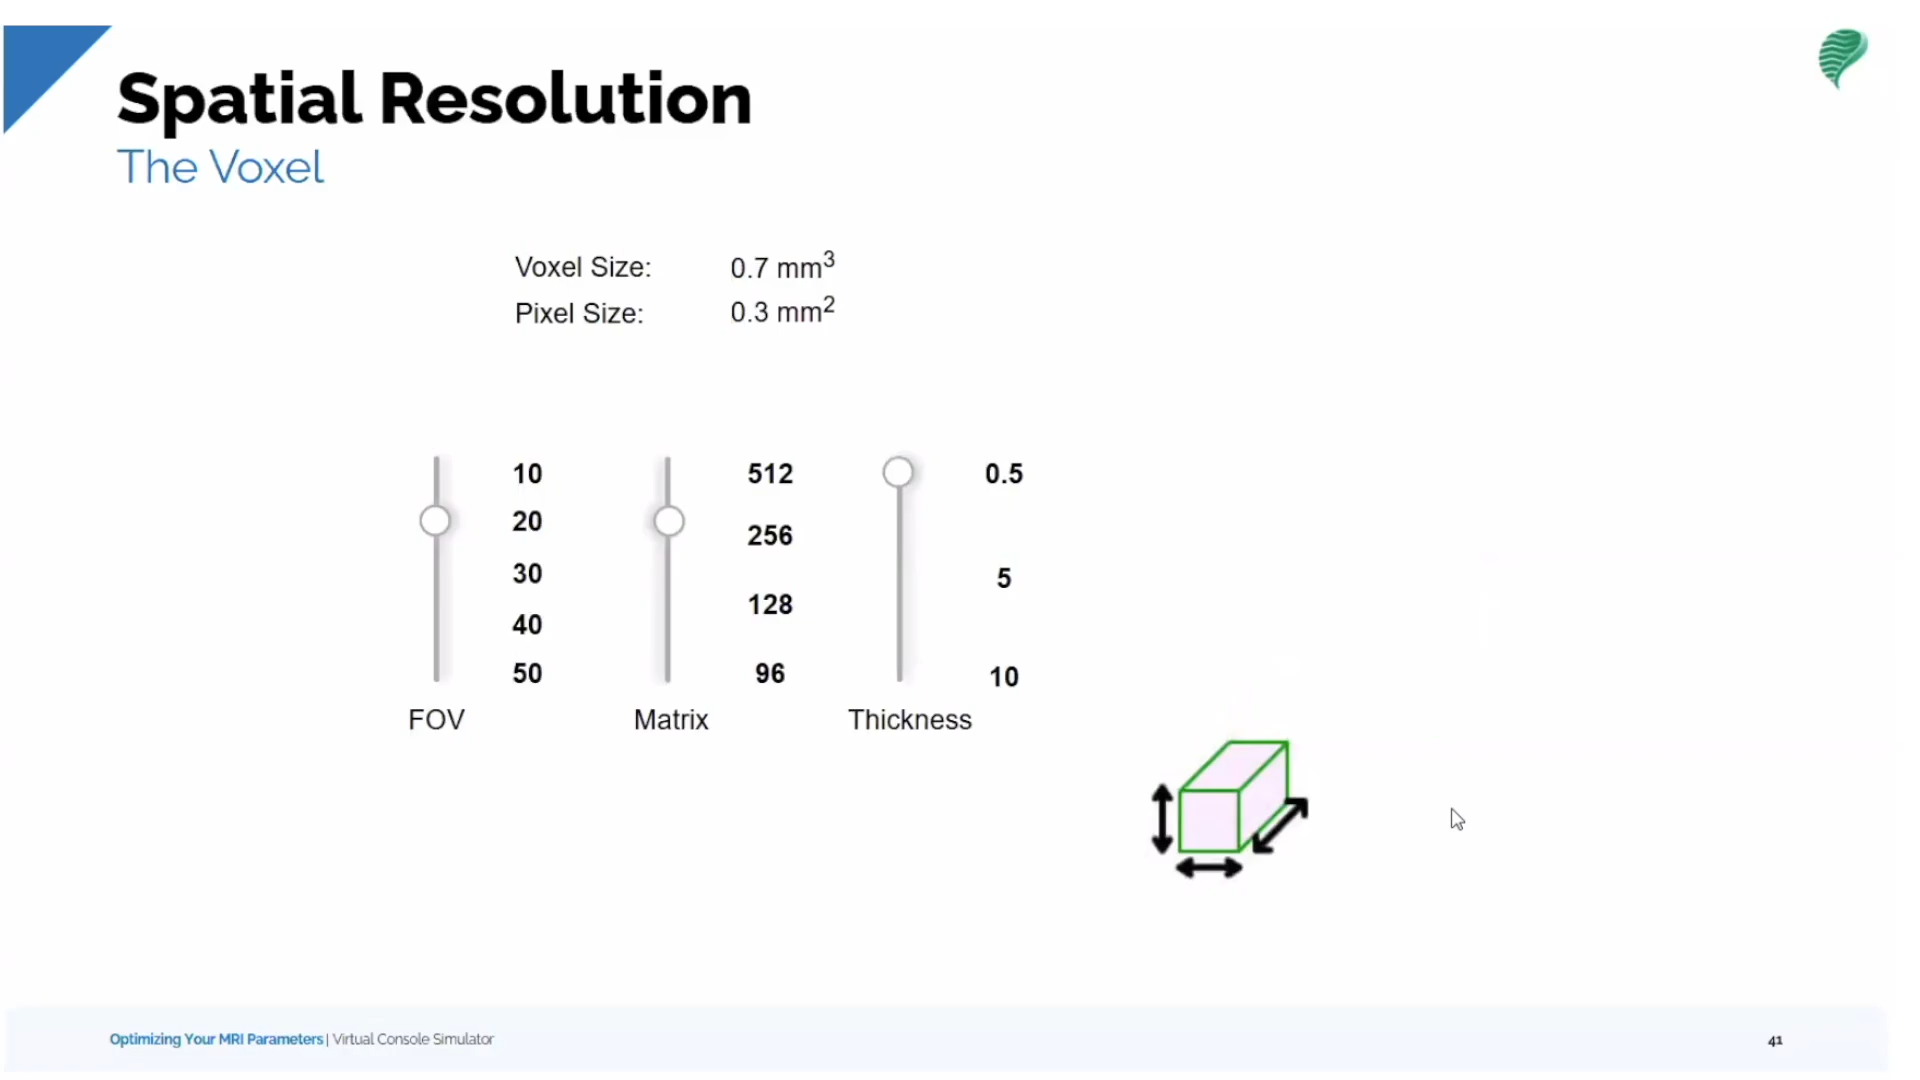 Spatial Resolution
The Voxel
Voxel Size: 0.7 mm³
Pixel Size: 0.3 mm²
10 512 0.5
20 256
30 5
40 128
50 96 10
FOV Matrix Thickness
Optimizing Your MRI Parameters | Virtual Console Simulator 41